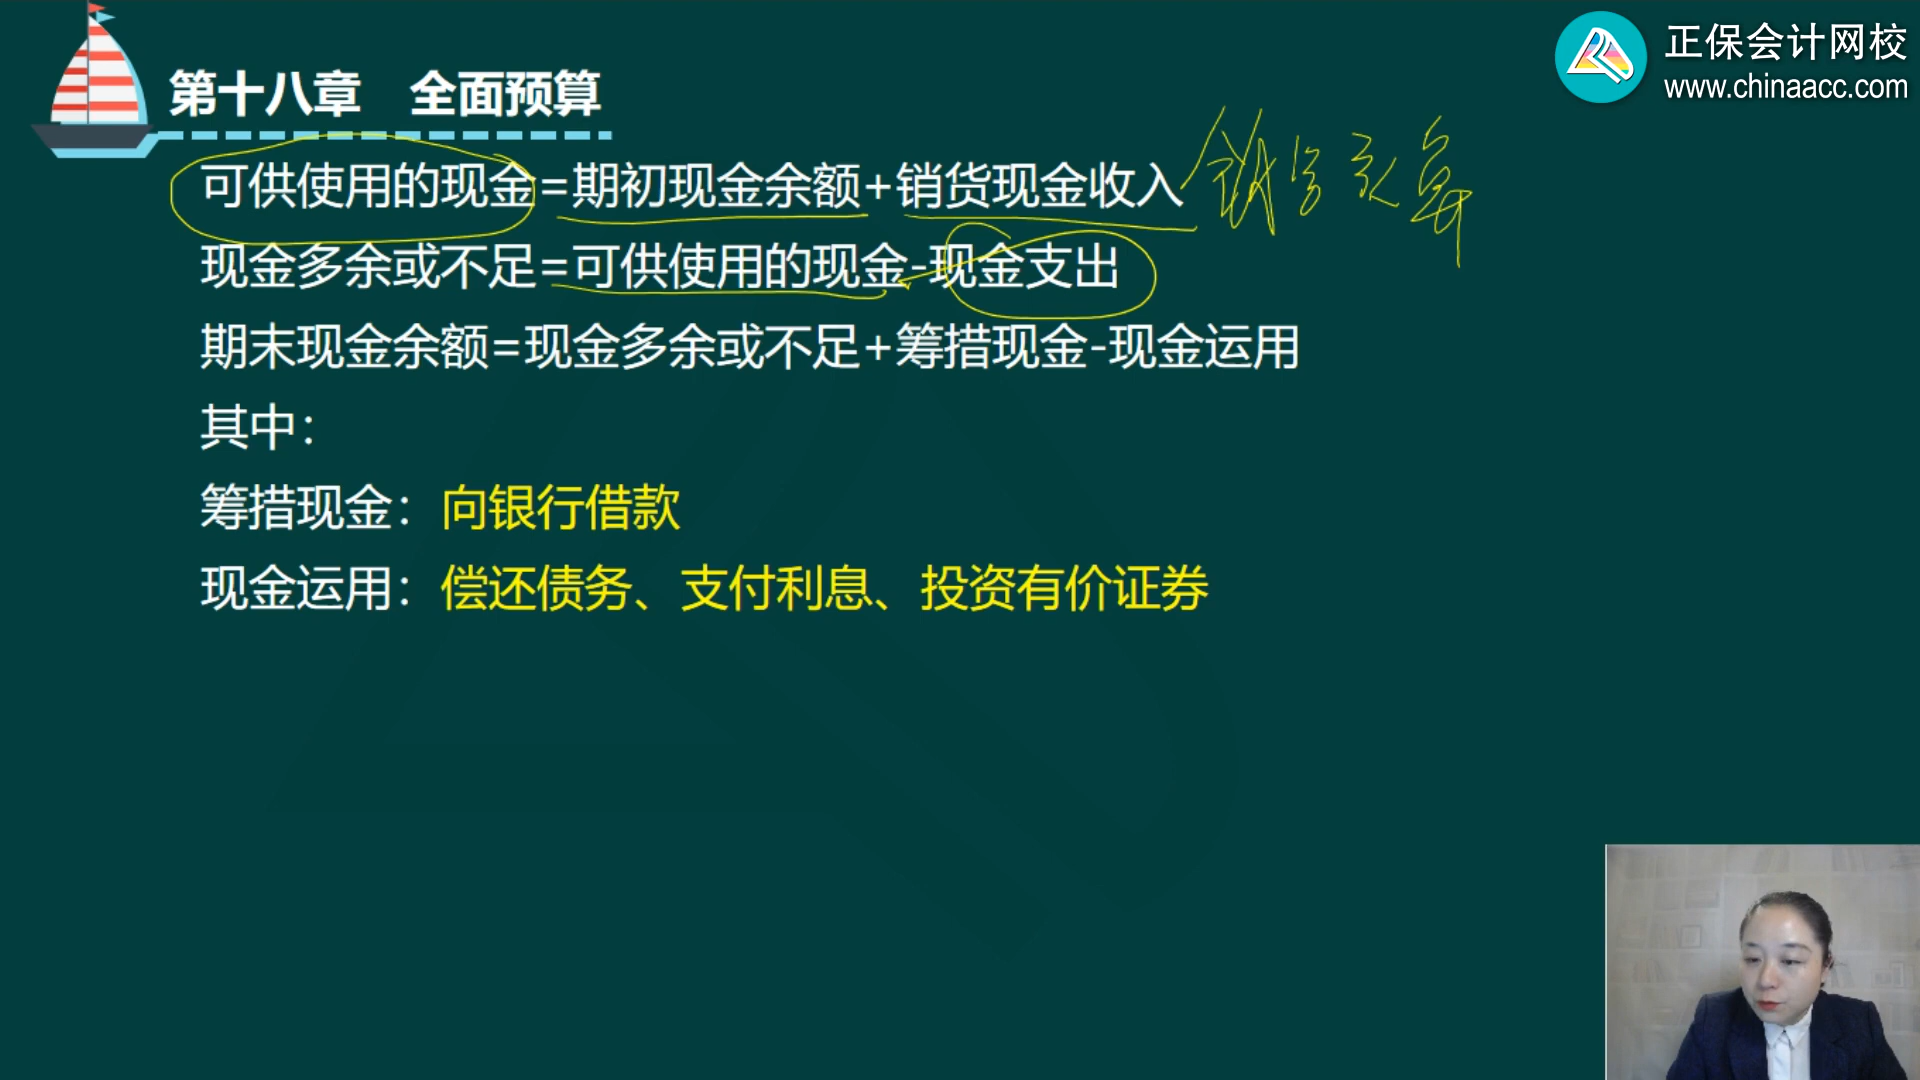 正保会计网校
www.chinaacc.com
第十八章 全面预算
可供使用的现金=期初现金余额+销货现金收入
销售预算
现金多余或不足=可供使用的现金-现金支出
期末现金余额=现金多余或不足+筹措现金-现金运用
其中：
筹措现金：向银行借款
现金运用：偿还债务、支付利息、投资有价证券